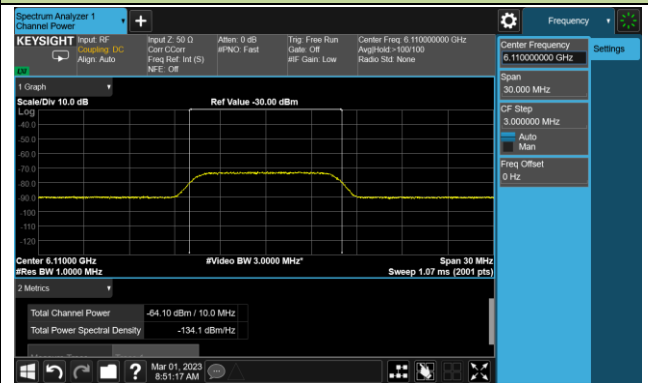 Spectrum Analyzer 1
Channel Power
Frequency
KEYSIGHT
Input: RF
Coupling: DC
Align: Auto
Input Z: 50 Ω
Corr CCorr
Freq Ref: Int (S)
NFE: Off
Atten: 0 dB
#PNO: Fast
Trig: Free Run
Gate: Off
#IF Gain: Low
Center Freq: 6.110000000 GHz
Avg|Hold:>100/100
Radio Std: None
Center Frequency
6.110000000 GHz
Settings
Span
30.000 MHz
CF Step
3.000000 MHz
Auto
Man
Freq Offset
0 Hz
1 Graph
Scale/Div 10.0 dB
Ref Value -30.00 dBm
Log
-40.0
-50.0
-60.0
-70.0
-80.0
-90.0
-100
-110
-120
Center 6.11000 GHz
#Video BW 3.0000 MHz*
Span 30 MHz
#Res BW 1.0000 MHz
Sweep 1.07 ms (2001 pts)
2 Metrics
Total Channel Power
-64.10 dBm / 10.0 MHz
Total Power Spectral Density
-134.1 dBm/Hz
?
Mar 01, 2023
8:51:17 AM